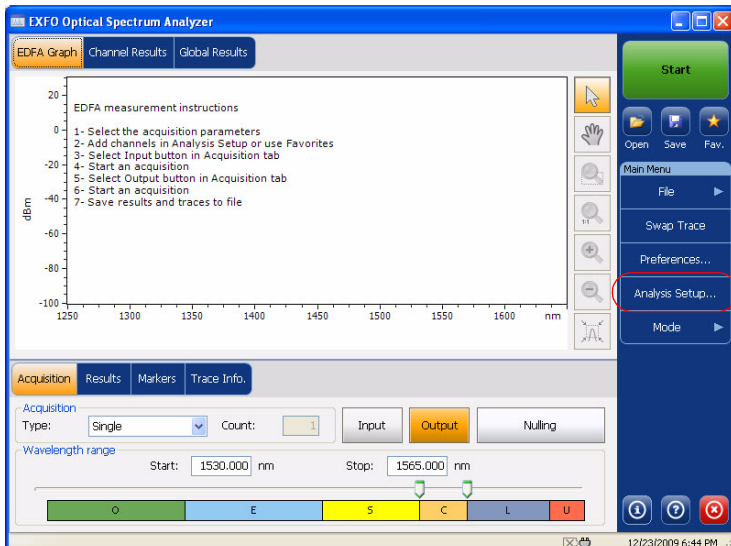 EXFO Optical Spectrum Analyzer
EDFA Graph Channel Results Global Results
EDFA measurement instructions
1- Select the acquisition parameters
2- Add channels in Analysis Setup or use Favorites
3- Select Input button in Acquisition tab
4- Start an acquisition
5- Select Output button in Acquisition tab
6- Start an acquisition
7- Save results and traces to file
dBm
20
0
-20
-40
-60
-80
-100
1250 1300 1350 1400 1450 1500 1550 1600 nm
1:1
Start
Open Save Fav.
Main Menu
File
Swap Trace
Preferences...
Analysis Setup...
Mode
Acquisition Results Markers Trace Info.
Acquisition
Type: Single Count: 1 Input Output Nulling
Wavelength range
Start: 1530.000 nm Stop: 1565.000 nm
O E S C L U
12/23/2009 6:44 PM